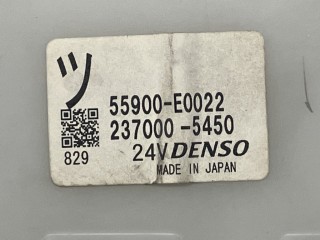 ツ
55900-E0022
237000-5450
829
24V DENSO
MADE IN JAPAN